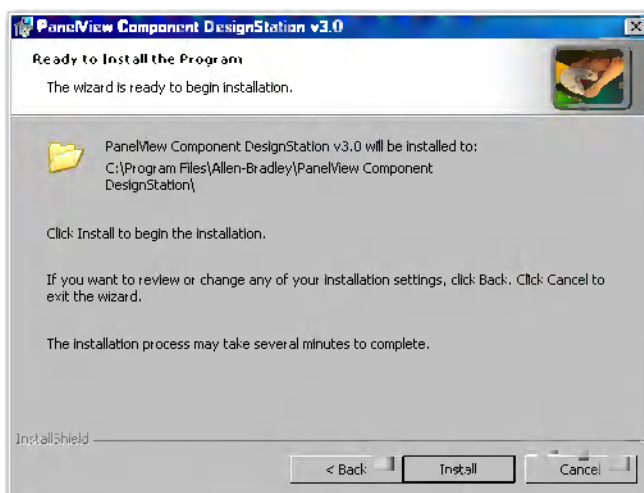 PanelView Component DesignStation v3.0
Ready to Install the Program
The wizard is ready to begin installation.
PanelView Component DesignStation v3.0 will be installed to:
C:\Program Files\Allen-Bradley\PanelView Component
DesignStation\
Click Install to begin the installation.
If you want to review or change any of your installation settings, click Back. Click Cancel to
exit the wizard.
The installation process may take several minutes to complete.
InstallShield
< Back
Install
Cancel